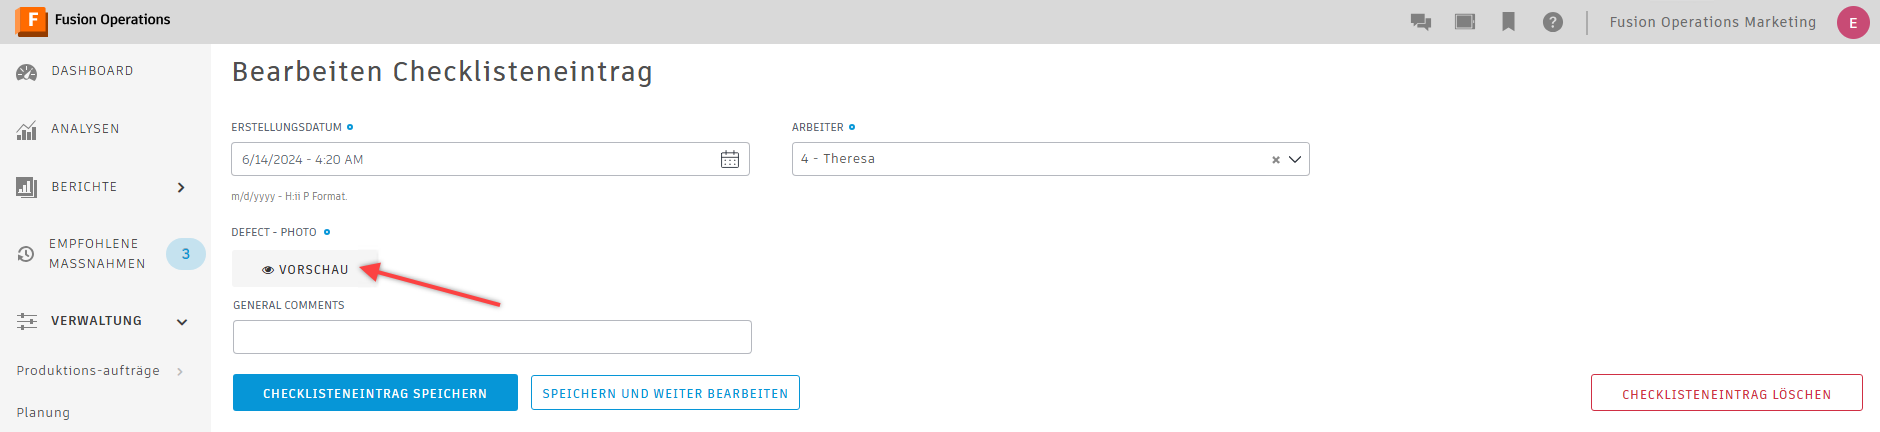 F Fusion Operations
Fusion Operations Marketing
E
DASHBOARD
ANALYSEN
BERICHTE
EMPFOHLENE
MASSNAHMEN
3
VERWALTUNG
Produktions-aufträge
Planung
Bearbeiten Checklisteneintrag
ERSTELLUNGSDATUM
6/14/2024 - 4:20 AM
m/d/yyyy - H:ii P Format.
ARBEITER
4 - Theresa
DEFECT - PHOTO
VORSCHAU
GENERAL COMMENTS
CHECKLISTENEINTRAG SPEICHERN
SPEICHERN UND WEITER BEARBEITEN
CHECKLISTENEINTRAG LÖSCHEN